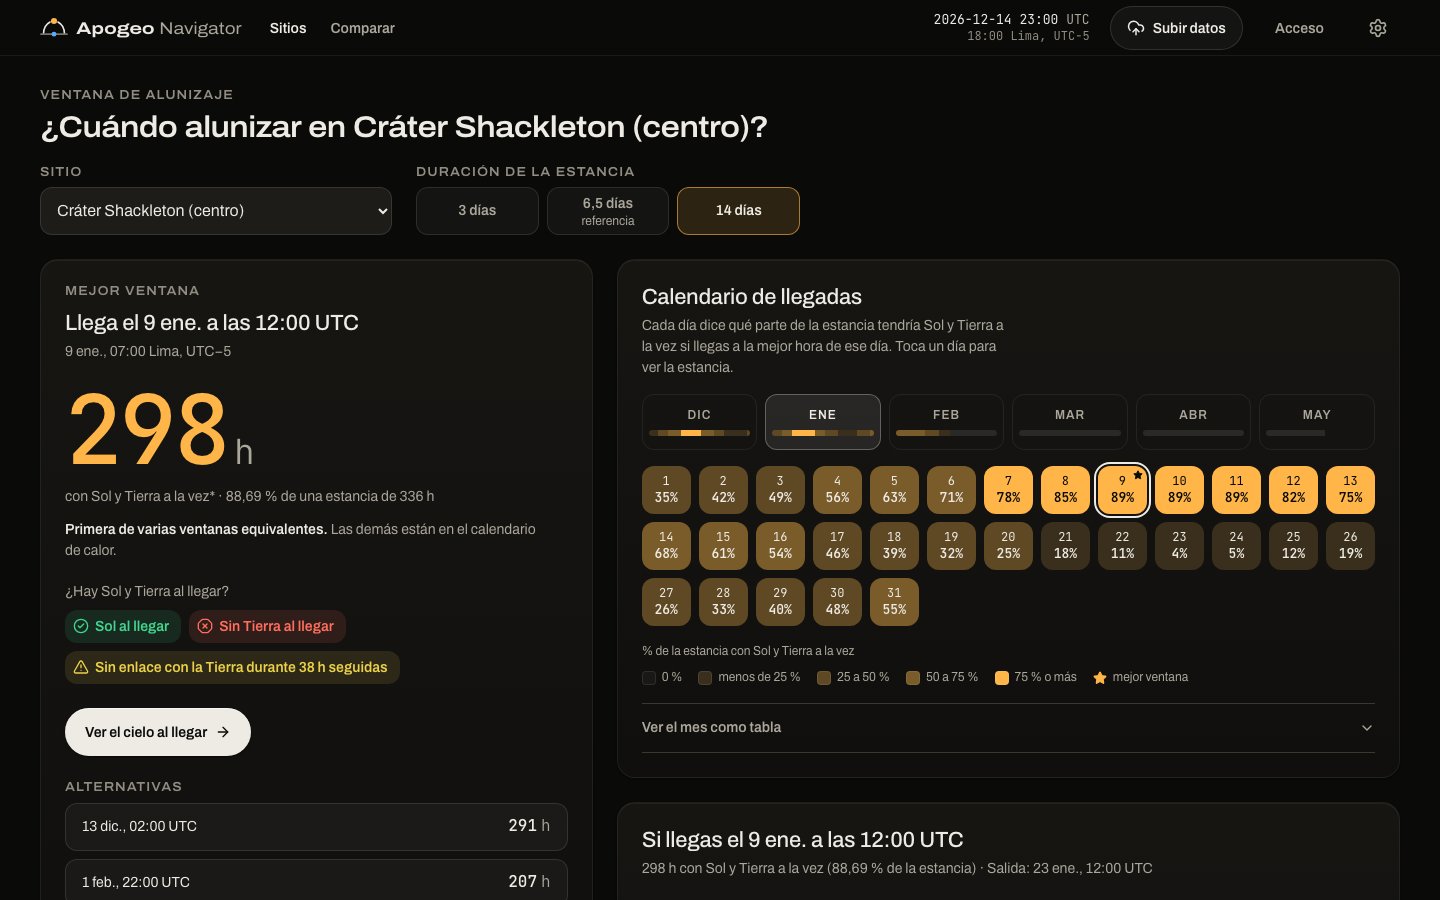 Apogeo Navigator
Sitios
Comparar
2026-12-14 23:00 UTC
18:00 Lima, UTC-5
Subir datos
Acceso
VENTANA DE ALUNIZAJE
¿Cuándo alunizar en Cráter Shackleton (centro)?
SITIO
DURACIÓN DE LA ESTANCIA
Cráter Shackleton (centro)
3 días
6,5 días
referencia
14 días
MEJOR VENTANA
Llega el 9 ene. a las 12:00 UTC
9 ene., 07:00 Lima, UTC−5
298 h
con Sol y Tierra a la vez* · 88,69 % de una estancia de 336 h
Primera de varias ventanas equivalentes. Las demás están en el calendario
de calor.
¿Hay Sol y Tierra al llegar?
Sol al llegar
Sin Tierra al llegar
Sin enlace con la Tierra durante 38 h seguidas
Ver el cielo al llegar
ALTERNATIVAS
13 dic., 02:00 UTC 291 h
1 feb., 22:00 UTC 207 h
Calendario de llegadas
Cada día dice qué parte de la estancia tendría Sol y Tierra a
la vez si llegas a la mejor hora de ese día. Toca un día para
ver la estancia.
DIC ENE FEB MAR ABR MAY
1 2 3 4 5 6 7 8 9 10 11 12 13
35% 42% 49% 56% 63% 71% 78% 85% 89% 89% 89% 82% 75%
14 15 16 17 18 19 20 21 22 23 24 25 26
68% 61% 54% 46% 39% 32% 25% 18% 11% 4% 5% 12% 19%
27 28 29 30 31
26% 33% 40% 48% 55%
% de la estancia con Sol y Tierra a la vez
0 % menos de 25 % 25 a 50 % 50 a 75 % 75 % o más mejor ventana
Ver el mes como tabla
Si llegas el 9 ene. a las 12:00 UTC
298 h con Sol y Tierra a la vez (88,69 % de la estancia) · Salida: 23 ene., 12:00 UTC